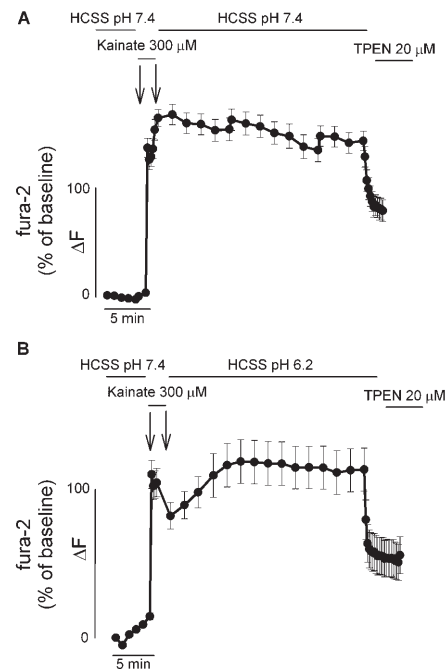 A
HCSS pH 7.4
HCSS pH 7.4
Kainate 300 μM
TPEN 20 μM
fura-2
(% of baseline)
ΔF
100
0
5 min
B
HCSS pH 7.4
HCSS pH 6.2
Kainate 300 μM
TPEN 20 μM
fura-2
(% of baseline)
ΔF
100
0
5 min